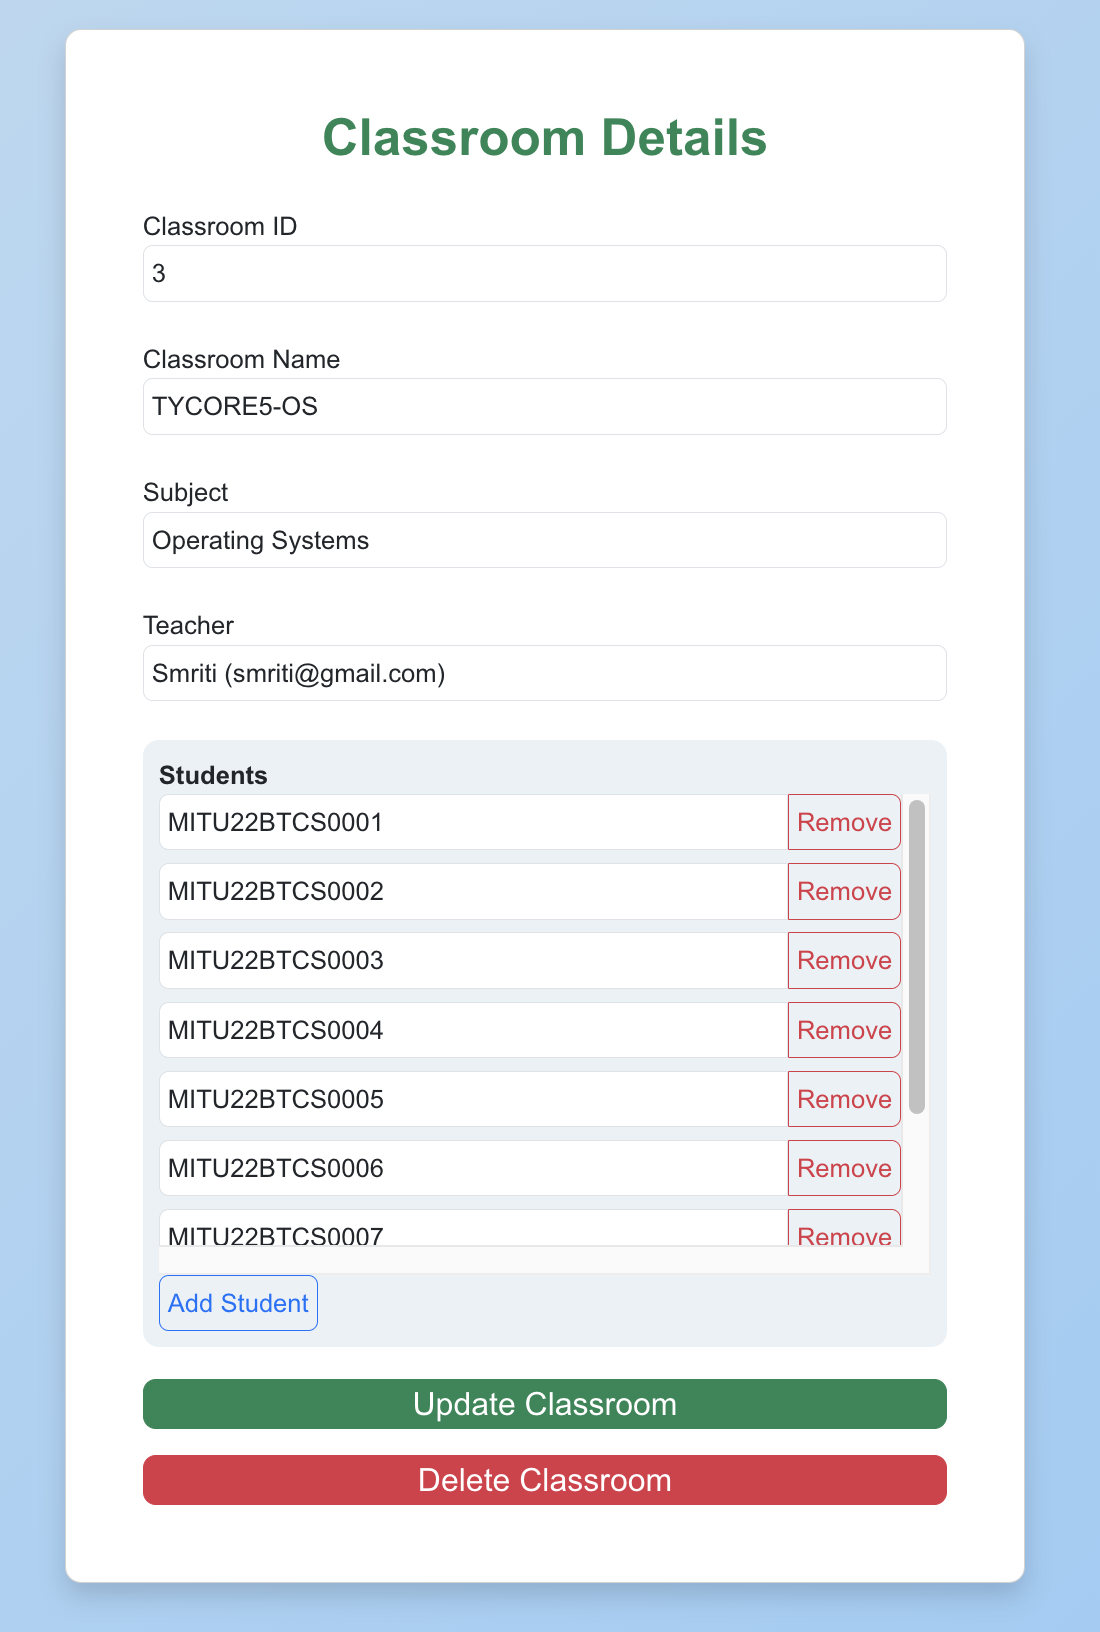 Classroom Details
Classroom ID
3
Classroom Name
TYCORE5-OS
Subject
Operating Systems
Teacher
Smriti (smriti@gmail.com)
Students
MITU22BTCS0001 Remove
MITU22BTCS0002 Remove
MITU22BTCS0003 Remove
MITU22BTCS0004 Remove
MITU22BTCS0005 Remove
MITU22BTCS0006 Remove
MITU22BTCS0007 Remove
Add Student
Update Classroom
Delete Classroom